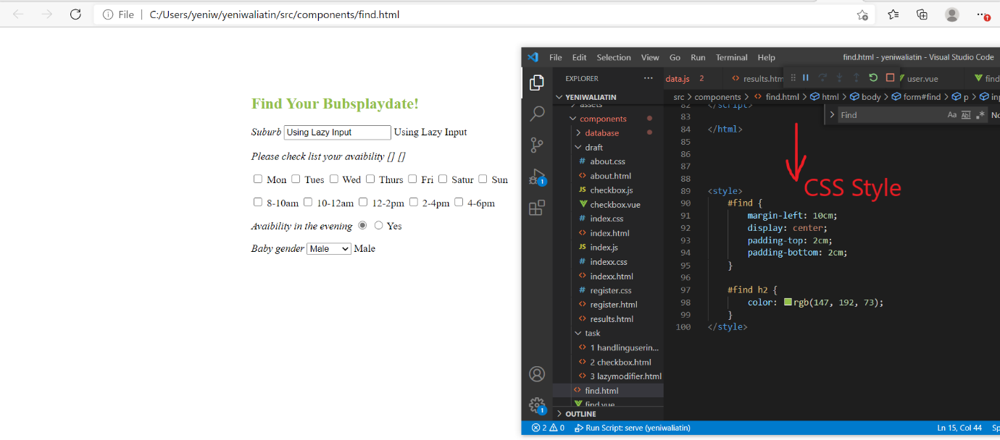 File | C:/Users/yeniw/yeniwaliatin/src/components/find.html
Find Your Bubsplaydate!
Suburb Using Lazy Input Using Lazy Input
Please check list your avaibility [] []
Mon Tues Wed Thurs Fri Satur Sun
8-10am 10-12am 12-2pm 2-4pm 4-6pm
Avaibility in the evening Yes
Baby gender Male Male
File Edit Selection View Go Run Terminal Help find.html - yeniwaliatin - Visual Studio Code
EXPLORER ...
YENIWALIATIN
assets
components
database
draft
# about.css
<> about.html
JS checkbox.js
checkbox.vue
# index.css
<> index.html
JS index.js
# indexx.css
<> indexx.html
# register.css
<> register.html
<> results.html
task
<> 1 handlinguserin...
<> 2 checkbox.html
<> 3 lazymodifier.html
<> find.html
find.vue
OUTLINE
1
1
data.js 2 <> results.htm user.vue find
src > components > <> find.html > html > body > form#find > p > inp
Find Aa Ab| .* No
82 </script>
83
84 </html>
85
86
87
88
89 <style>
90 #find {
91 margin-left: 10cm;
92 display: center;
93 padding-top: 2cm;
94 padding-bottom: 2cm;
95 }
96
97 #find h2 {
98 color: rgb(147, 192, 73);
99 }
100 </style>
CSS Style
2 0 Run Script: serve (yeniwaliatin) Ln 15, Col 44 Sp